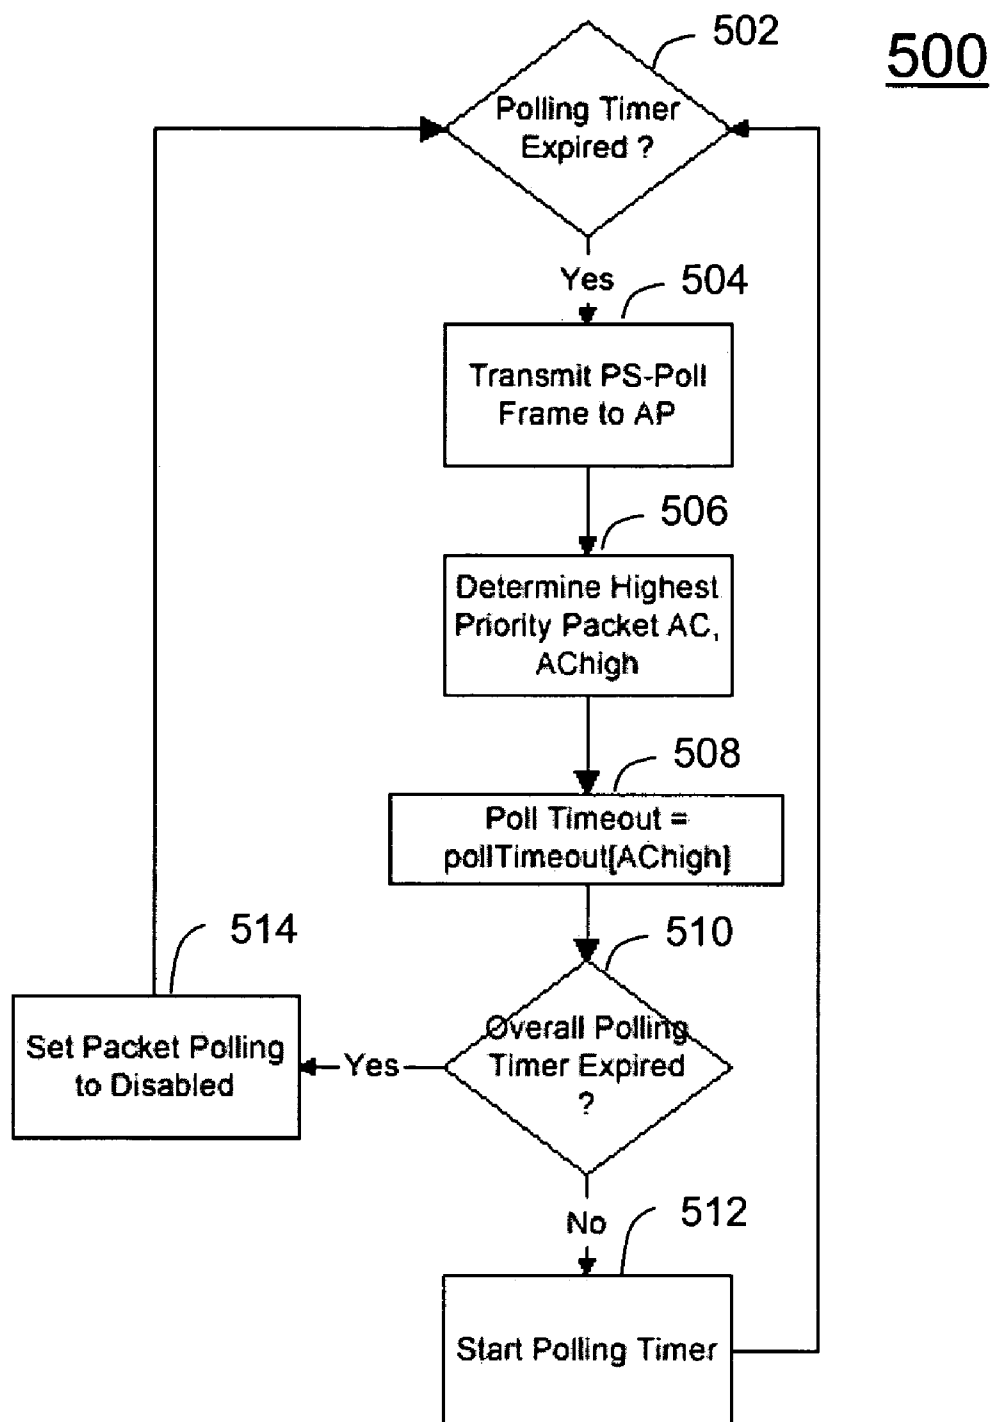 502
500
Polling Timer
Expired ?
Yes
504
Transmit PS-Poll
Frame to AP
506
Determine Highest
Priority Packet AC,
AChigh
508
Poll Timeout =
pollTimeout[AChigh]
510
514
Overall Polling
Timer Expired
?
Yes
Set Packet Polling
to Disabled
No
512
Start Polling Timer